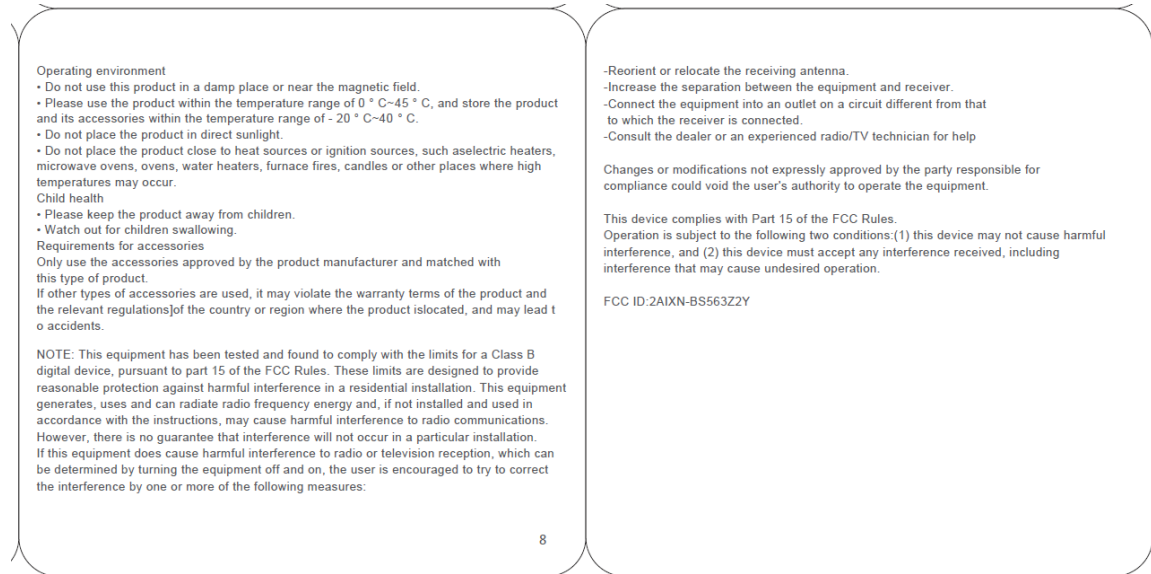 Operating environment
• Do not use this product in a damp place or near the magnetic field.
• Please use the product within the temperature range of 0 ° C~45 ° C, and store the product
and its accessories within the temperature range of - 20 ° C~40 ° C.
• Do not place the product in direct sunlight.
• Do not place the product close to heat sources or ignition sources, such aselectric heaters,
microwave ovens, ovens, water heaters, furnace fires, candles or other places where high
temperatures may occur.
Child health
• Please keep the product away from children.
• Watch out for children swallowing.
Requirements for accessories
Only use the accessories approved by the product manufacturer and matched with
this type of product.
If other types of accessories are used, it may violate the warranty terms of the product and
the relevant regulations]of the country or region where the product islocated, and may lead t
o accidents.
NOTE: This equipment has been tested and found to comply with the limits for a Class B
digital device, pursuant to part 15 of the FCC Rules. These limits are designed to provide
reasonable protection against harmful interference in a residential installation. This equipment
generates, uses and can radiate radio frequency energy and, if not installed and used in
accordance with the instructions, may cause harmful interference to radio communications.
However, there is no guarantee that interference will not occur in a particular installation.
If this equipment does cause harmful interference to radio or television reception, which can
be determined by turning the equipment off and on, the user is encouraged to try to correct
the interference by one or more of the following measures:
8
-Reorient or relocate the receiving antenna.
-Increase the separation between the equipment and receiver.
-Connect the equipment into an outlet on a circuit different from that
to which the receiver is connected.
-Consult the dealer or an experienced radio/TV technician for help
Changes or modifications not expressly approved by the party responsible for
compliance could void the user's authority to operate the equipment.
This device complies with Part 15 of the FCC Rules.
Operation is subject to the following two conditions:(1) this device may not cause harmful
interference, and (2) this device must accept any interference received, including
interference that may cause undesired operation.
FCC ID:2AIXN-BS563Z2Y